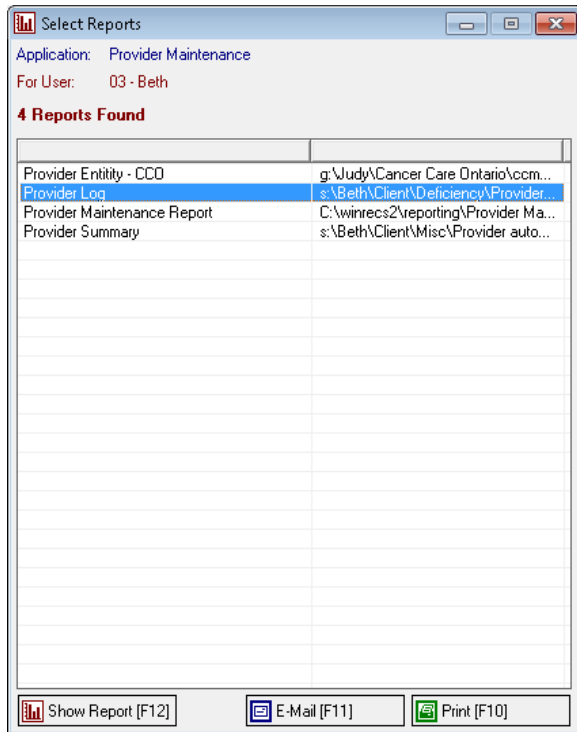 Select Reports
Application: Provider Maintenance
For User: 03 - Beth
4 Reports Found
Provider Entitity - CCO g:\Judy\Cancer Care Ontario\ccm...
Provider Log s:\Beth\Client\Deficiency\Provider...
Provider Maintenance Report C:\winrecs2\reporting\Provider Ma...
Provider Summary s:\Beth\Client\Misc\Provider auto...
Show Report [F12] E-Mail [F11] Print [F10]